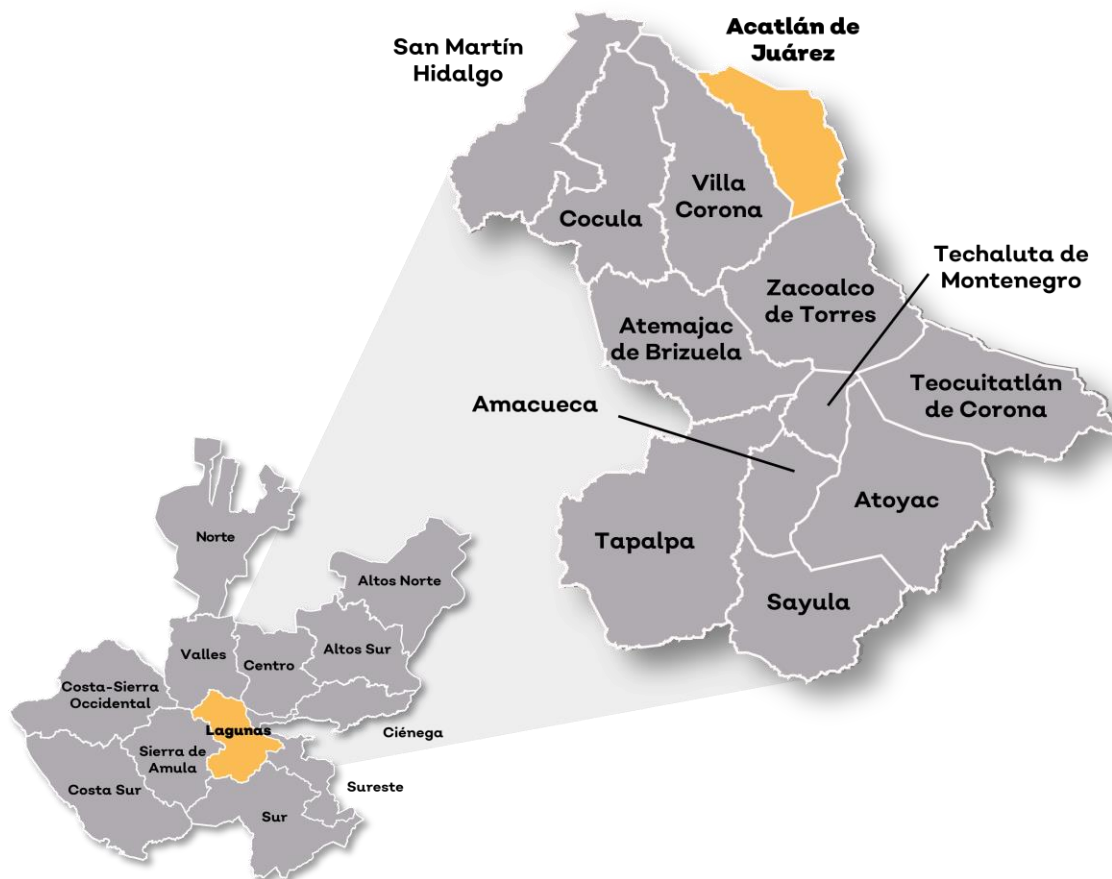 San Martín
Hidalgo
Acatlán de
Juárez
Villa
Corona
Cocula
Techaluta de
Montenegro
Zacoalco
de Torres
Atemajac
de Brizuela
Teocuitatlán
de Corona
Amacueca
Atoyac
Tapalpa
Sayula
Norte
Altos Norte
Valles
Centro
Altos Sur
Costa-Sierra
Occidental
Lagunas
Ciénega
Sierra de
Amula
Costa Sur
Sureste
Sur